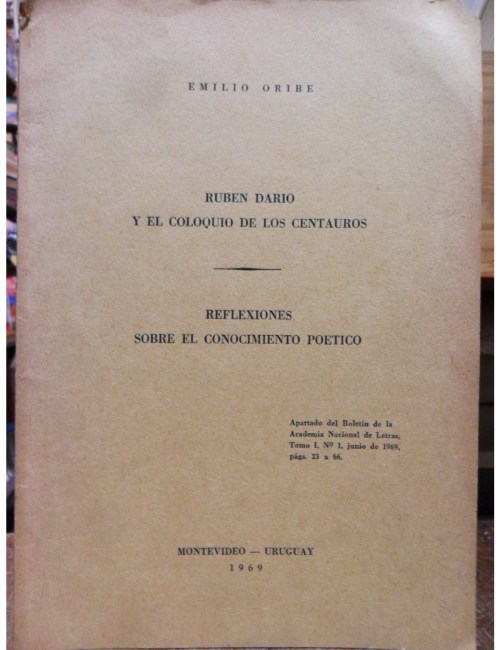 EMILIO ORIBE
RUBEN DARIO
Y EL COLOQUIO DE LOS CENTAUROS
REFLEXIONES
SOBRE EL CONOCIMIENTO POETICO
Apartado del Boletín de la
Academia Nacional de Letras,
Tomo I, Nº 1, junio de 1969,
págs. 23 a 66.
MONTEVIDEO — URUGUAY
1969